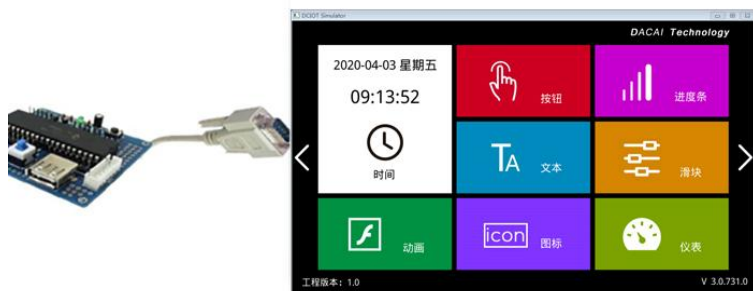 DCIOT Simulator
DACAI Technology
2020-04-03 星期五
09:13:52
时间
按钮
进度条
TA 文本
滑块
动画
icon 图标
仪表
工程版本：1.0
V 3.0.731.0